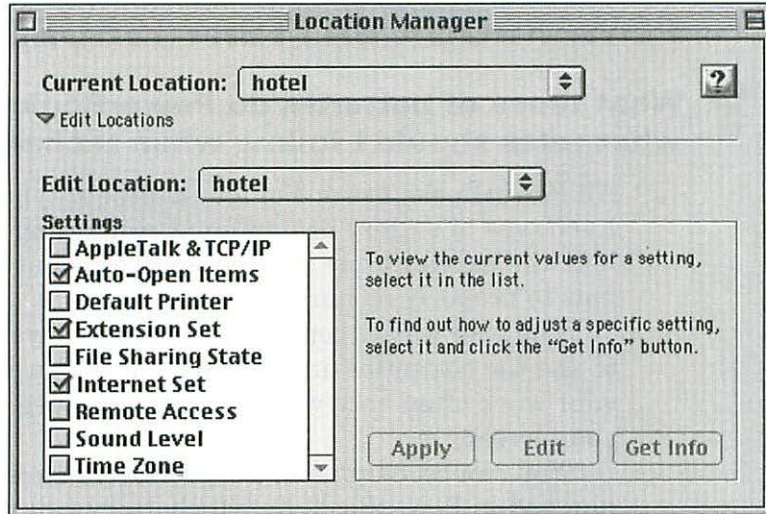 Location Manager
Current Location: hotel
?
Edit Locations
Edit Location: hotel
Settings
AppleTalk & TCP/IP
Auto-Open Items
Default Printer
Extension Set
File Sharing State
Internet Set
Remote Access
Sound Level
Time Zone
To view the current values for a setting,
select it in the list.
To find out how to adjust a specific setting,
select it and click the “Get Info” button.
Apply Edit Get Info